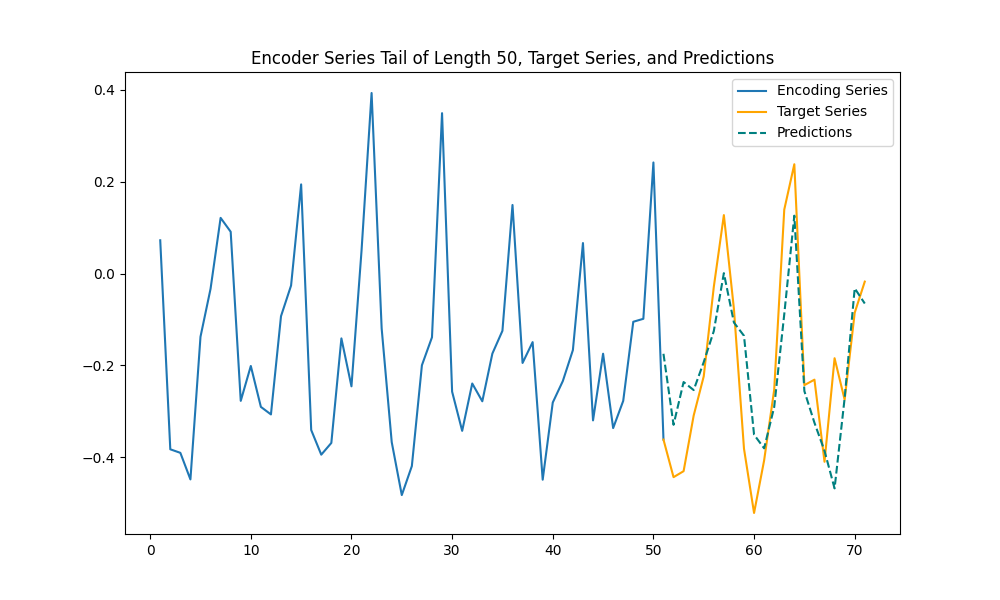 Encoder Series Tail of Length 50, Target Series, and Predictions
Encoding Series
Target Series
Predictions
0.4
0.2
0.0
−0.2
−0.4
0 10 20 30 40 50 60 70